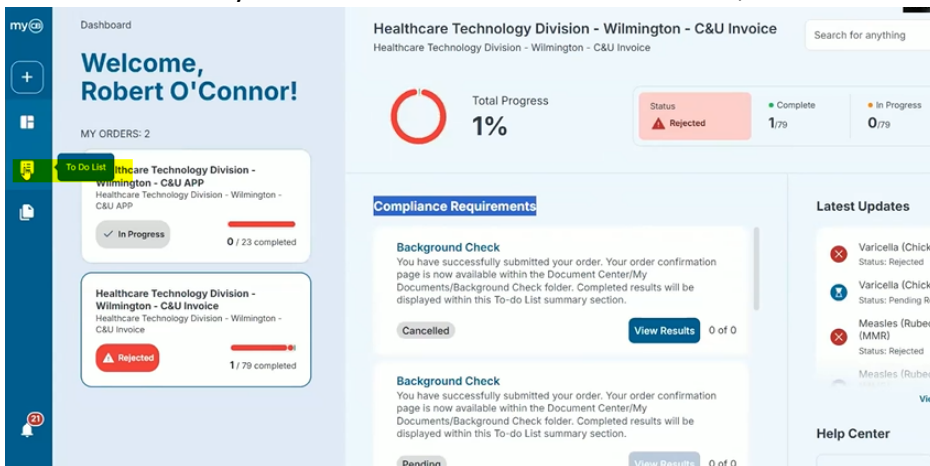 my CB
Dashboard
Welcome,
Robert O'Connor!
MY ORDERS: 2
To Do List
Healthcare Technology Division -
Wilmington - C&U APP
Healthcare Technology Division - Wilmington -
C&U APP
In Progress
0 / 23 completed
Healthcare Technology Division -
Wilmington - C&U Invoice
Healthcare Technology Division - Wilmington -
C&U Invoice
Rejected
1 / 79 completed
21
Healthcare Technology Division - Wilmington - C&U Invoice
Healthcare Technology Division - Wilmington - C&U Invoice
Search for anything
Total Progress
1%
Status
Rejected
Complete
1/79
In Progress
0/79
Compliance Requirements
Background Check
You have successfully submitted your order. Your order confirmation
page is now available within the Document Center/My
Documents/Background Check folder. Completed results will be
displayed within this To-do List summary section.
Cancelled
View Results
0 of 0
Background Check
You have successfully submitted your order. Your order confirmation
page is now available within the Document Center/My
Documents/Background Check folder. Completed results will be
displayed within this To-do List summary section.
Pending
View Results
0 of 0
Latest Updates
Varicella (Chick
Status: Rejected
Varicella (Chick
Status: Pending R
Measles (Rubeo
(MMR)
Status: Rejected
Measles (Rubeo
Vi
Help Center